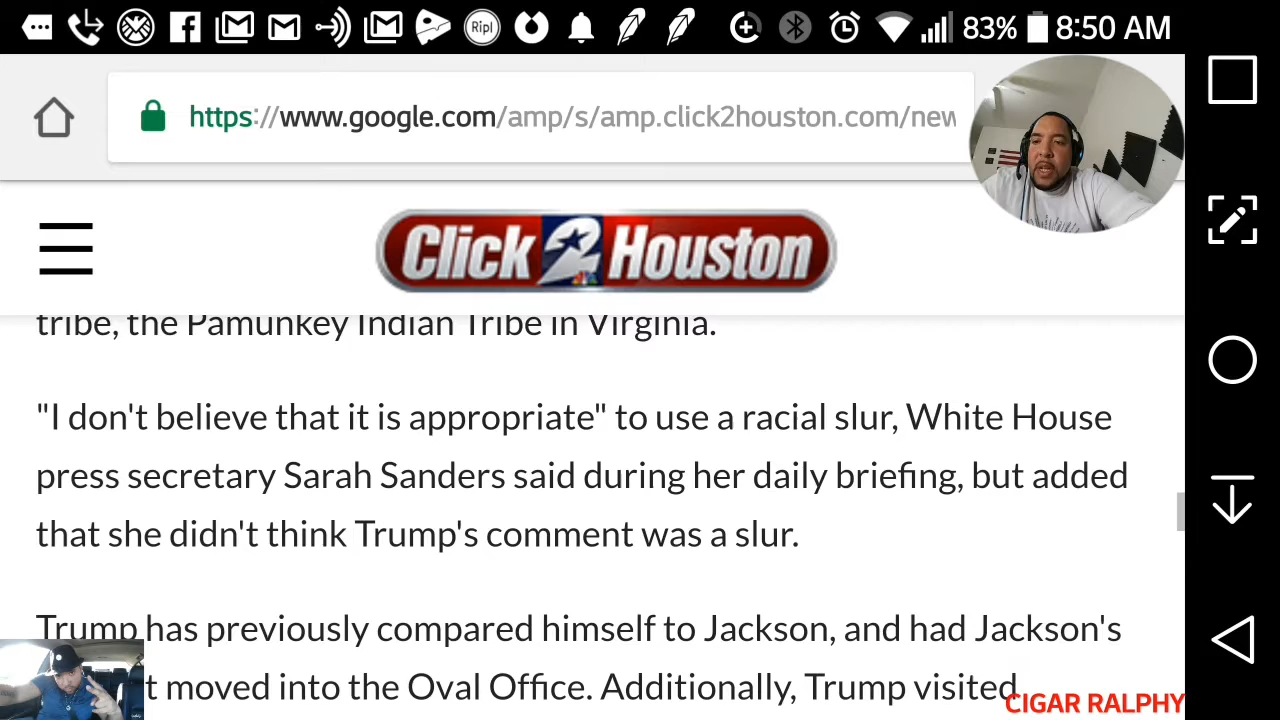 Ripl
83% 8:50 AM
https://www.google.com/amp/s/amp.click2houston.com/new
Click 2 Houston
tribe, the Pamunkey Indian Tribe in Virginia.
"I don't believe that it is appropriate" to use a racial slur, White House
press secretary Sarah Sanders said during her daily briefing, but added
that she didn't think Trump's comment was a slur.
Trump has previously compared himself to Jackson, and had Jackson's
t moved into the Oval Office. Additionally, Trump visited
CIGAR RALPHY